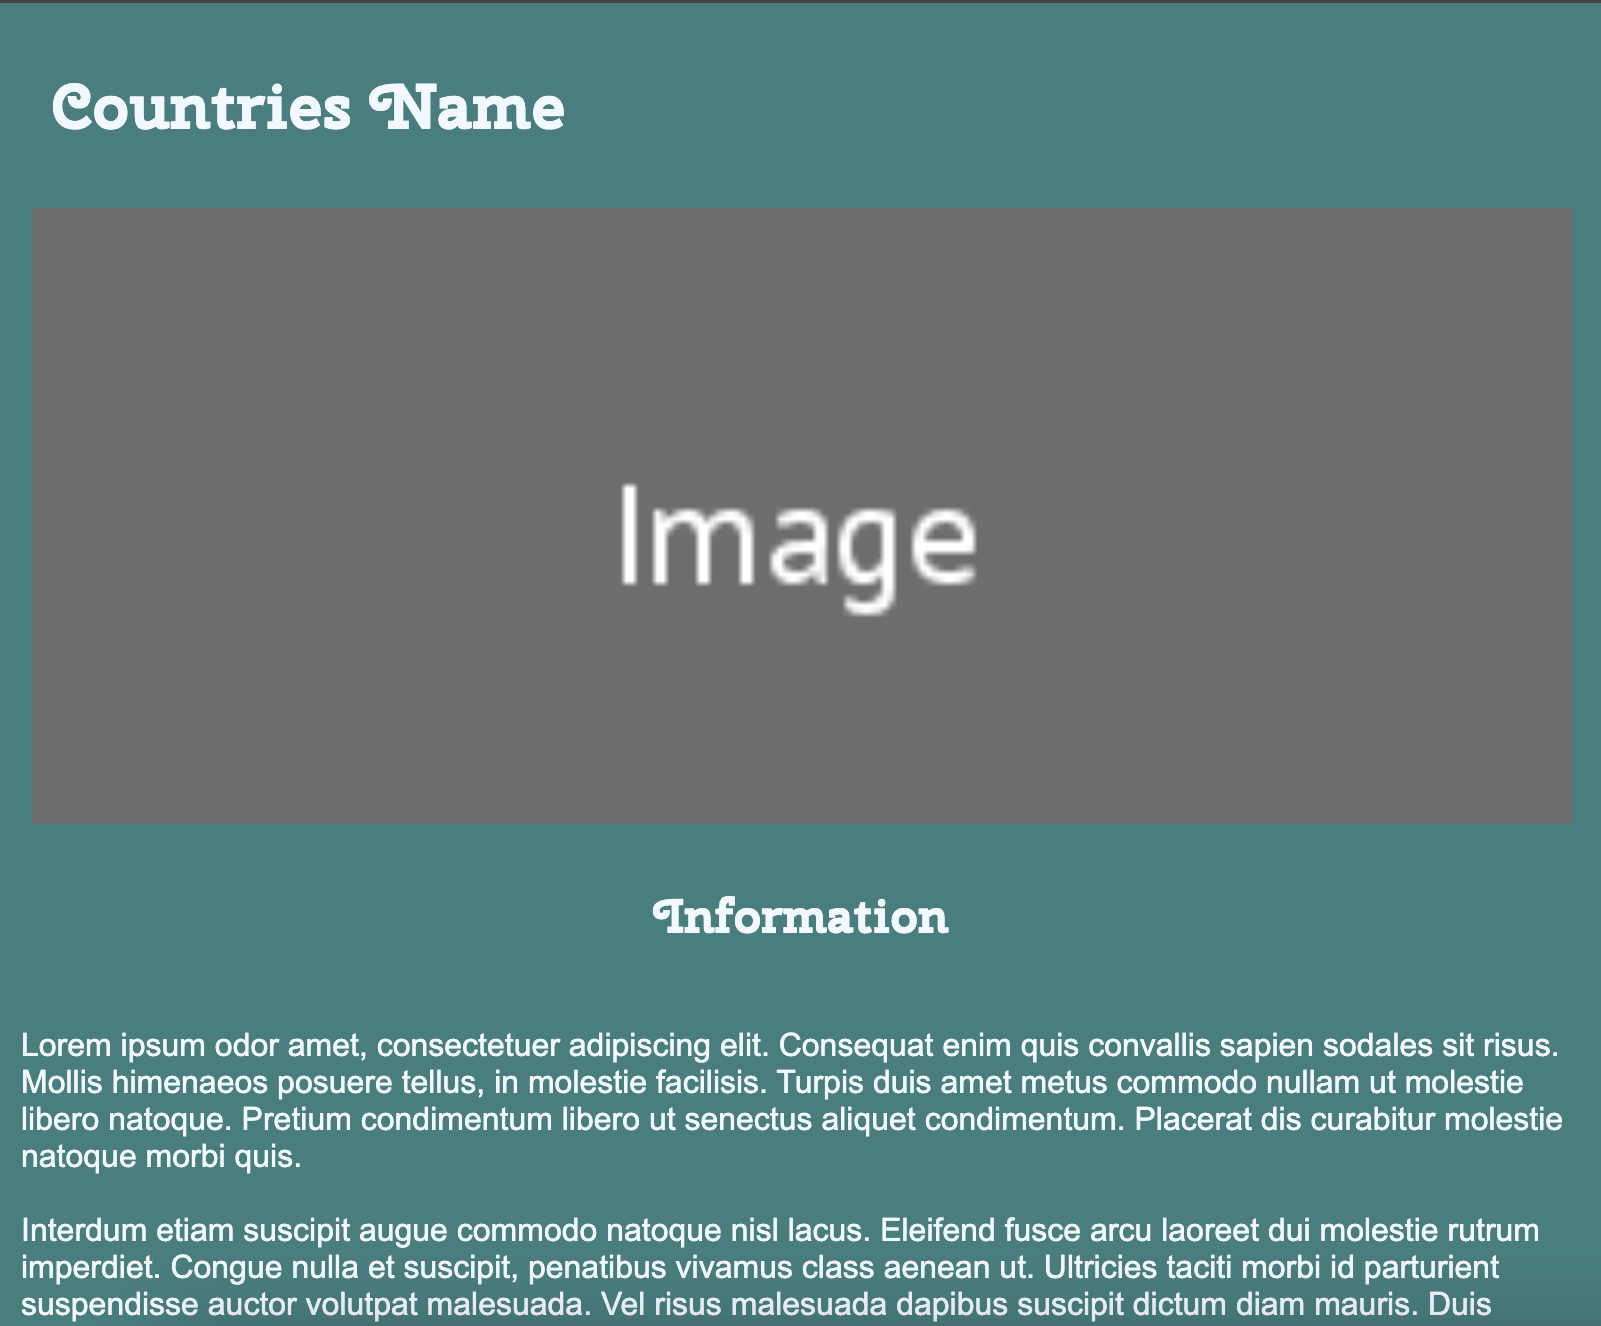 Countries Name
Image
Information
Lorem ipsum odor amet, consectetuer adipiscing elit. Consequat enim quis convallis sapien sodales sit risus.
Mollis himenaeos posuere tellus, in molestie facilisis. Turpis duis amet metus commodo nullam ut molestie
libero natoque. Pretium condimentum libero ut senectus aliquet condimentum. Placerat dis curabitur molestie
natoque morbi quis.
Interdum etiam suscipit augue commodo natoque nisl lacus. Eleifend fusce arcu laoreet dui molestie rutrum
imperdiet. Congue nulla et suscipit, penatibus vivamus class aenean ut. Ultricies taciti morbi id parturient
suspendisse auctor volutpat malesuada. Vel risus malesuada dapibus suscipit dictum diam mauris. Duis